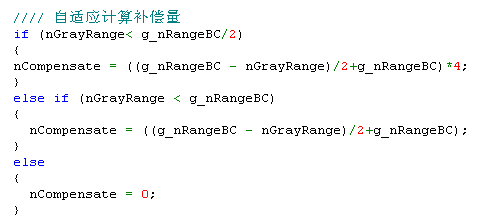 //// 自适应计算补偿量
if (nGrayRange< g_nRangeBC/2)
{
nCompensate = ((g_nRangeBC - nGrayRange)/2+g_nRangeBC)*4;
}
else if (nGrayRange < g_nRangeBC)
{
  nCompensate = ((g_nRangeBC - nGrayRange)/2+g_nRangeBC);
}
else
{
  nCompensate = 0;
}